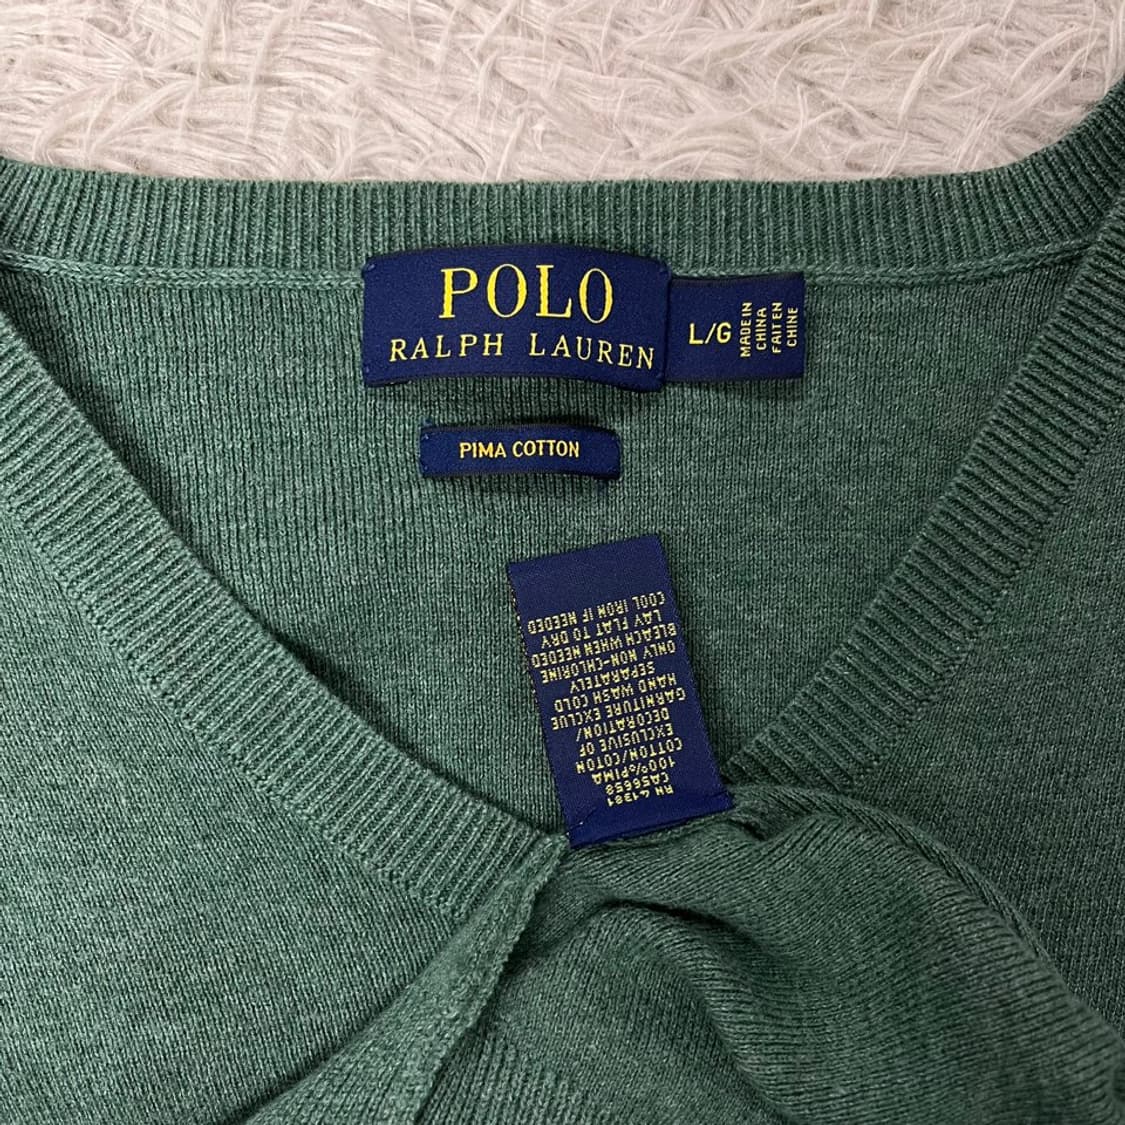 POLO
RALPH LAUREN
L/G
MADE IN
CHINA
FAIT EN
CHINE
PIMA COTTON
RN 41381
CA56658
100% PIMA
COTTON/COTON
EXCLUSIVE OF
DECORATION/
GARNITURE EXCLUE
HAND WASH COLD
SEPARATELY
ONLY NON-CHLORINE
BLEACH WHEN NEEDED
LAY FLAT TO DRY
COOL IRON IF NEEDED